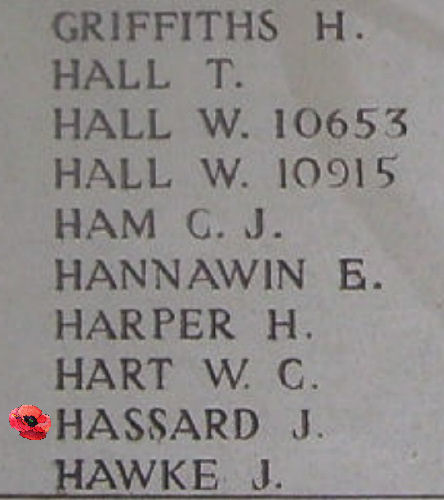 GRIFFITHS H.
HALL T.
HALL W. 10653
HALL W. 10915
HAM C. J.
HANNAWIN E.
HARPER H.
HART W. C.
HASSARD J.
HAWKE J.